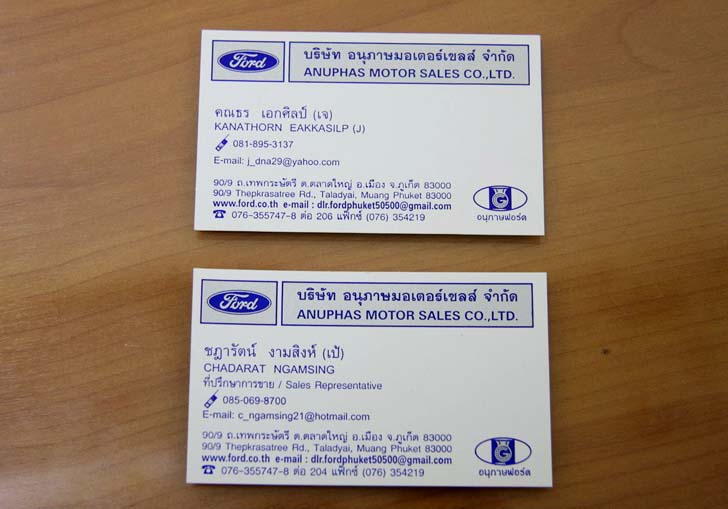 Ford
บริษัท อนุภาษมอเตอร์เซลส์ จำกัด
ANUPHAS MOTOR SALES CO.,LTD.
คณธร เอกศิลป์ (เจ)
KANATHORN EAKKASILP (J)
081-895-3137
E-mail: j_dna29@yahoo.com
90/9 ถ.เทพกระษัตรี ต.ตลาดใหญ่ อ.เมือง จ.ภูเก็ต 83000
90/9 Thepkrasatree Rd., Taladyai, Muang Phuket 83000
www.ford.co.th e-mail : dlr.fordphuket50500@gmail.com
☎ 076-355747-8 ต่อ 206 แฟ็กซ์ (076) 354219
G
อนุภาษฟอร์ด
Ford
บริษัท อนุภาษมอเตอร์เซลส์ จำกัด
ANUPHAS MOTOR SALES CO.,LTD.
ชฎารัตน์ งามสิงห์ (เป้)
CHADARAT NGAMSING
ที่ปรึกษาการขาย / Sales Representative
085-069-8700
E-mail: c_ngamsing21@hotmail.com
90/9 ถ.เทพกระษัตรี ต.ตลาดใหญ่ อ.เมือง จ.ภูเก็ต 83000
90/9 Thepkrasatree Rd., Taladyai, Muang Phuket 83000
www.ford.co.th e-mail : dlr.fordphuket50500@gmail.com
☎ 076-355747-8 ต่อ 204 แฟ็กซ์ (076) 354219
G
อนุภาษฟอร์ด